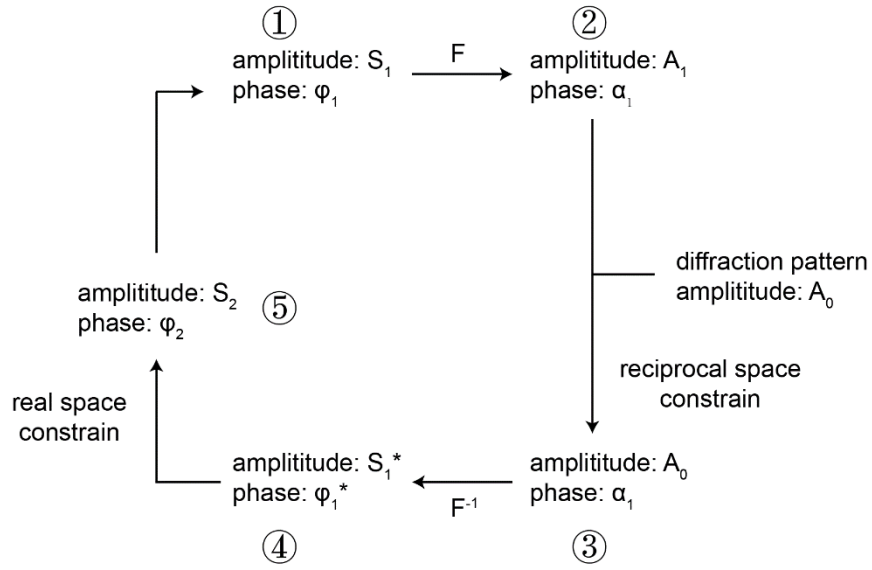 ①
amplititude: S₁
phase: φ₁
F
②
amplititude: A₁
phase: α₁
diffraction pattern
amplititude: A₀
reciprocal space
constrain
amplititude: A₀
phase: α₁
③
F⁻¹
amplititude: S₁*
phase: φ₁*
④
real space
constrain
amplititude: S₂
phase: φ₂
⑤